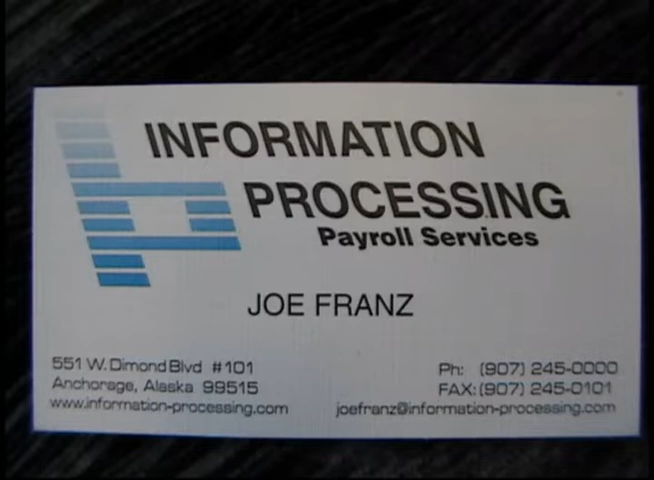 INFORMATION
PROCESSING
Payroll Services
JOE FRANZ
551 W. Dimond Blvd #101
Anchorage, Alaska 99515
www.information-processing.com
Ph: (907) 245-0000
FAX: (907) 245-0101
joefranz@information-processing.com